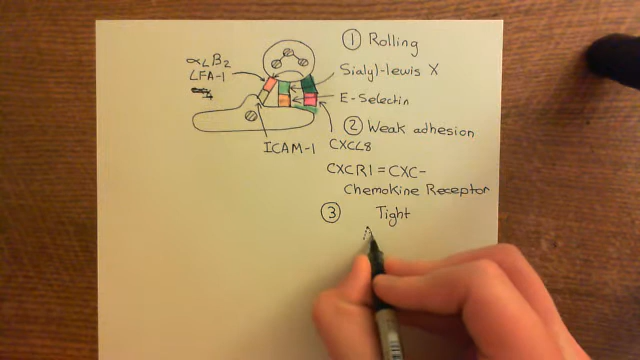 ① Rolling
αLβ2
LFA-1
Sialyl-lewis X
E-Selectin
② Weak adhesion
ICAM-1
CXCL8
CXCR1 = CXC-
Chemokine Receptor
③ Tight